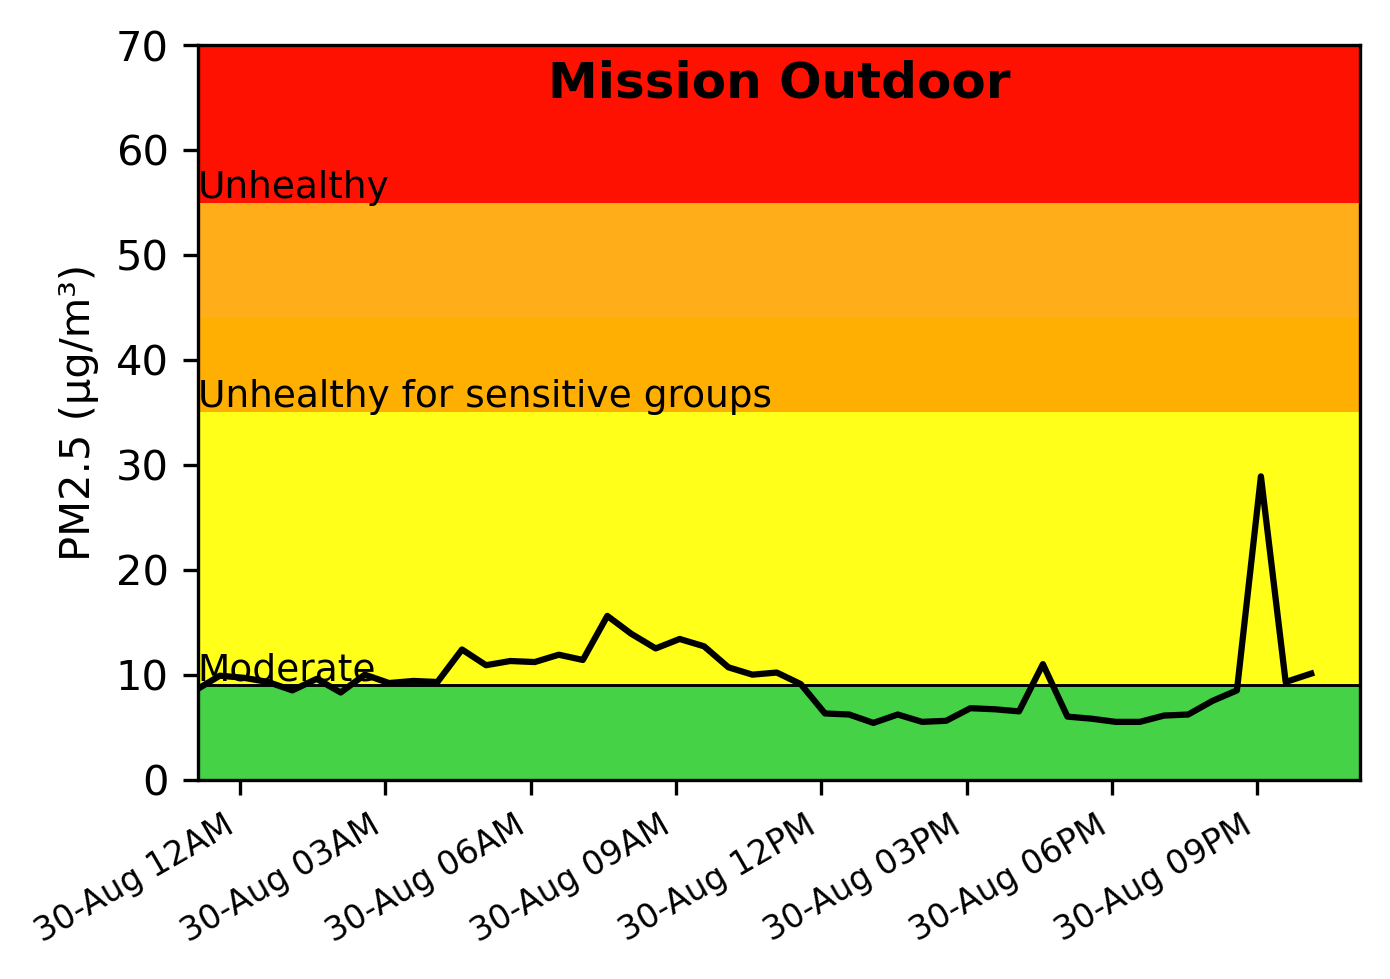 Mission Outdoor
70
60
50
40
30
20
10
0
PM2.5 (µg/m³)
Unhealthy
Unhealthy for sensitive groups
Moderate
30-Aug 12AM
30-Aug 03AM
30-Aug 06AM
30-Aug 09AM
30-Aug 12PM
30-Aug 03PM
30-Aug 06PM
30-Aug 09PM